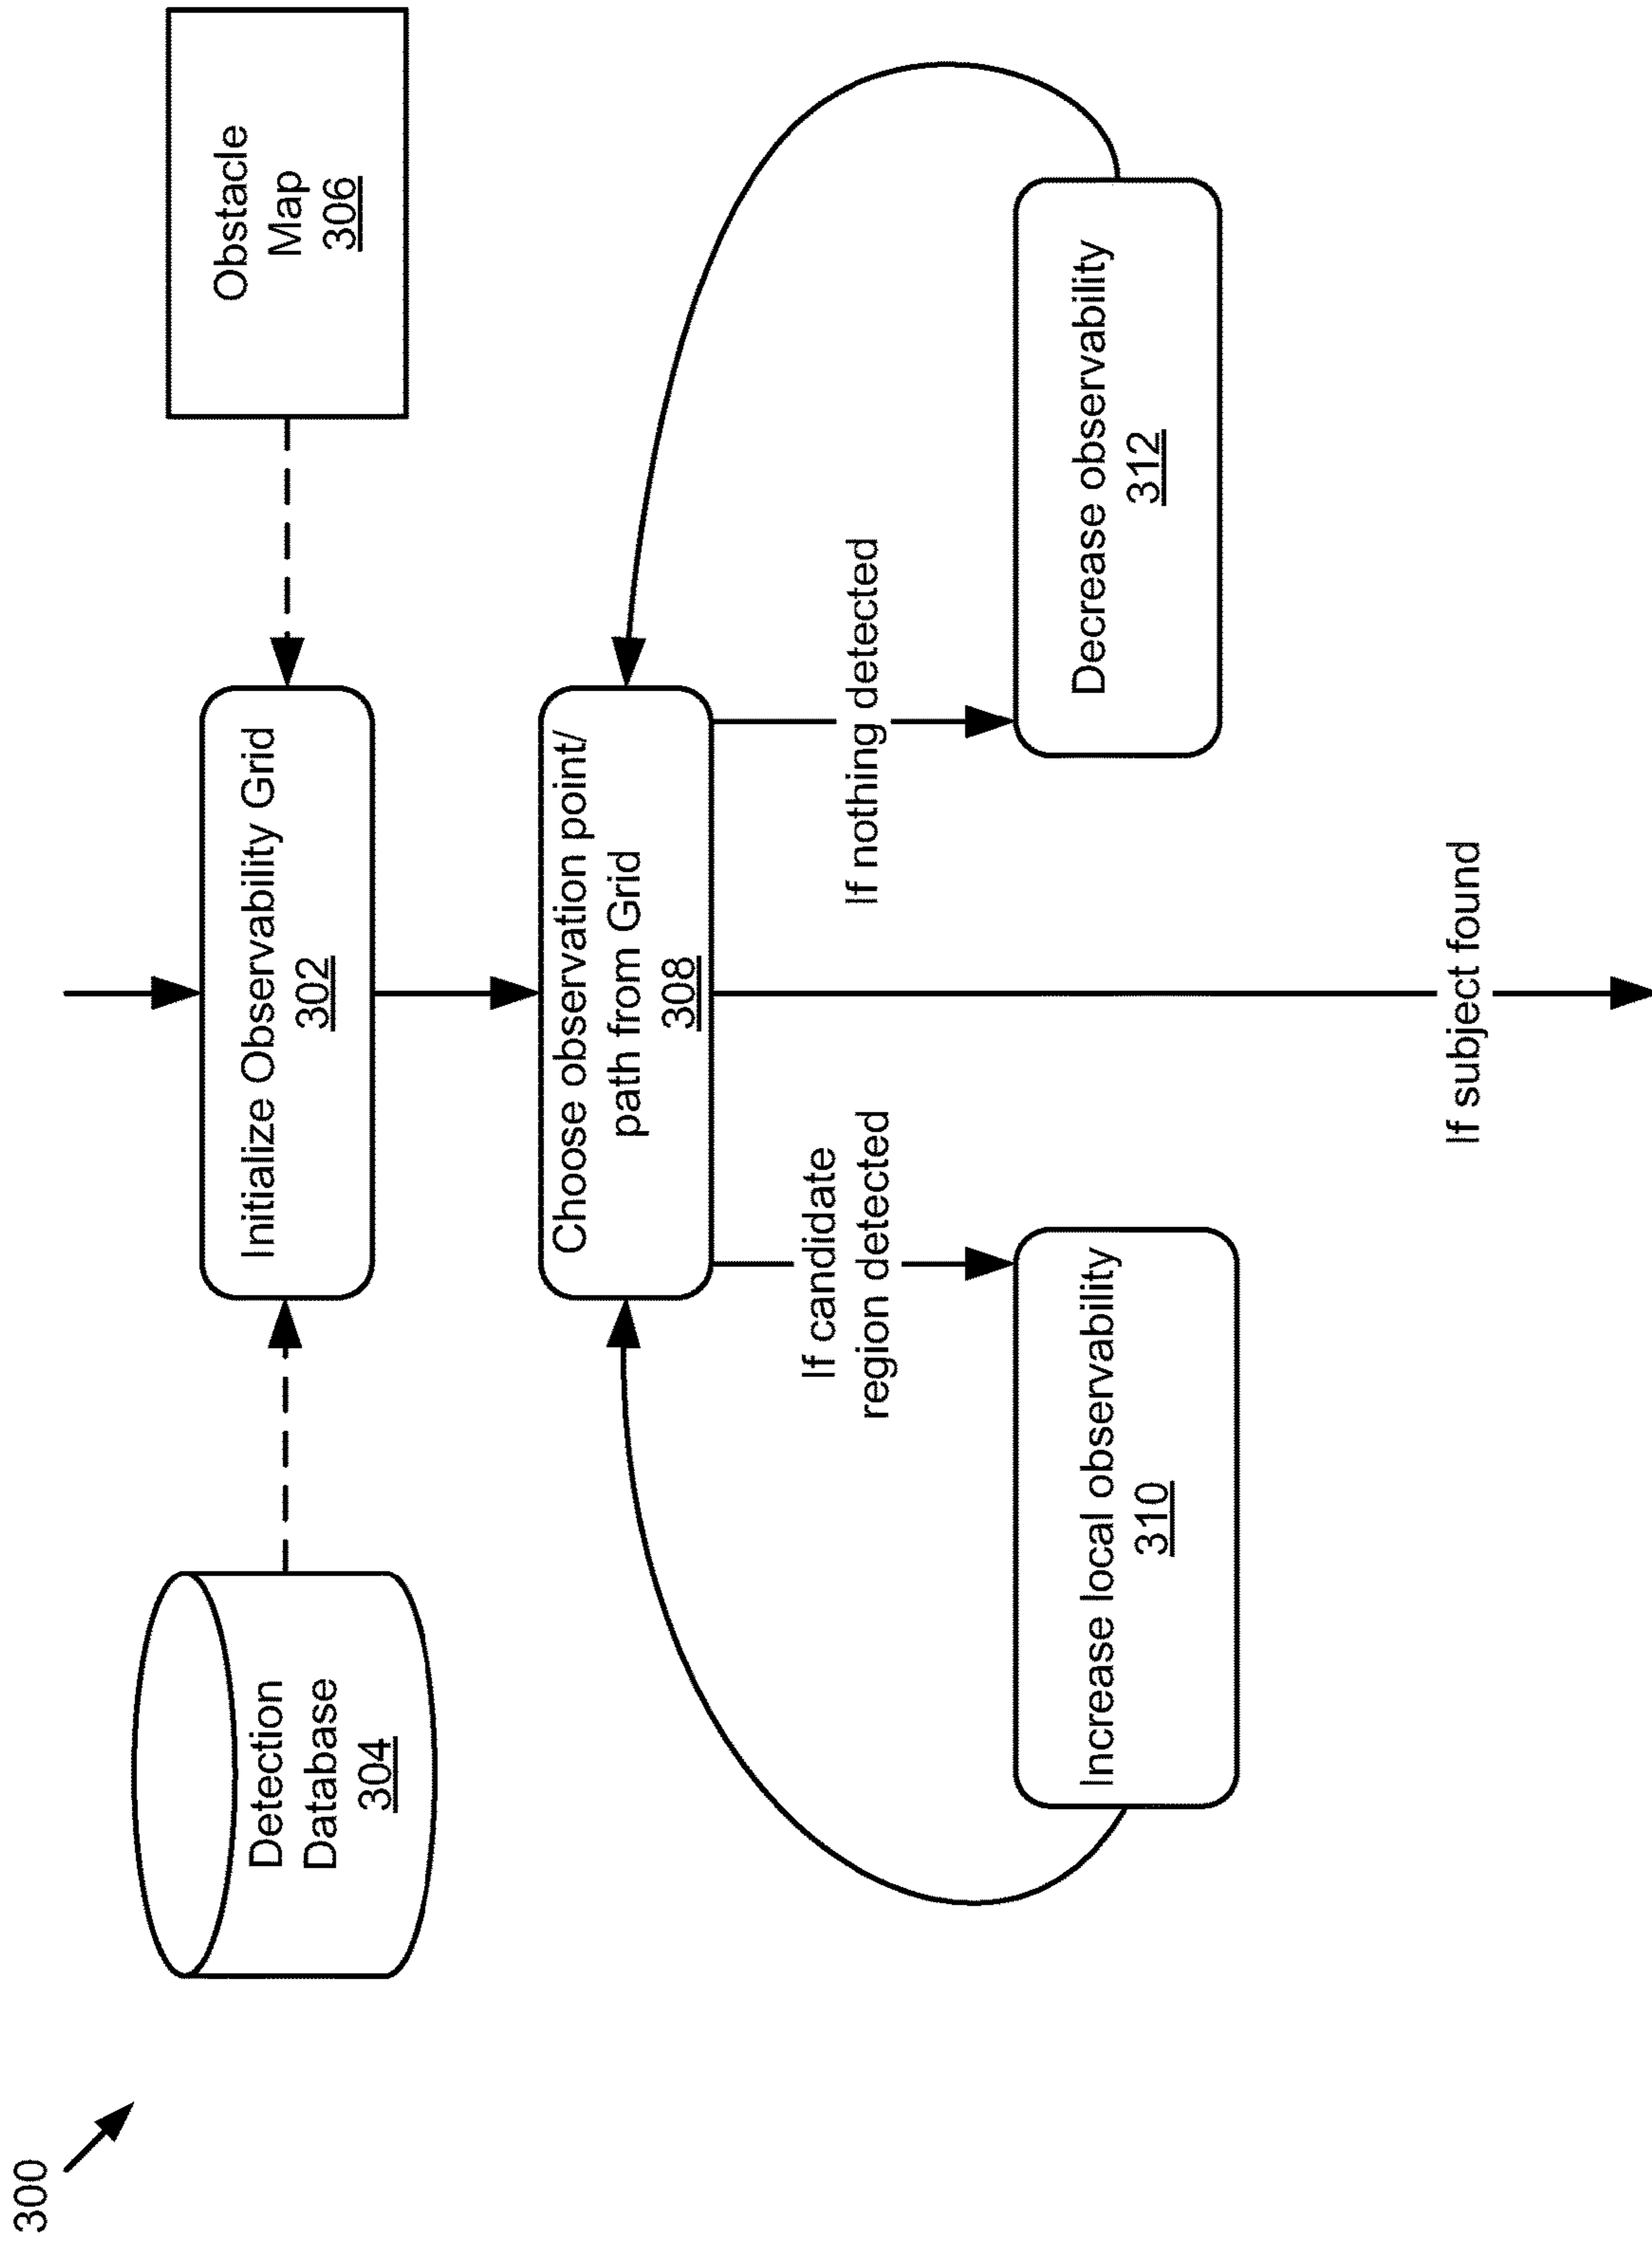 300
Detection
Database
304
Initialize Observability Grid
302
Obstacle
Map
306
Choose observation point/
path from Grid
308
If candidate
region detected
If nothing detected
Increase local observability
310
Decrease observability
312
If subject found